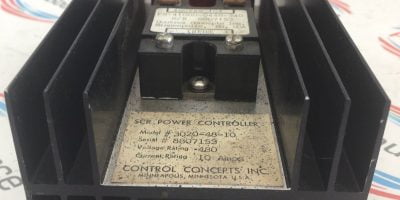 S/N 8807153
SCR POWER CONTROLLER
Model # 3020-48-10
Serial # 8807153
Voltage Rating 480
Current Rating 10 Amps
CONTROL CONCEPTS INC.
MINNEAPOLIS, MINNESOTA U.S.A.